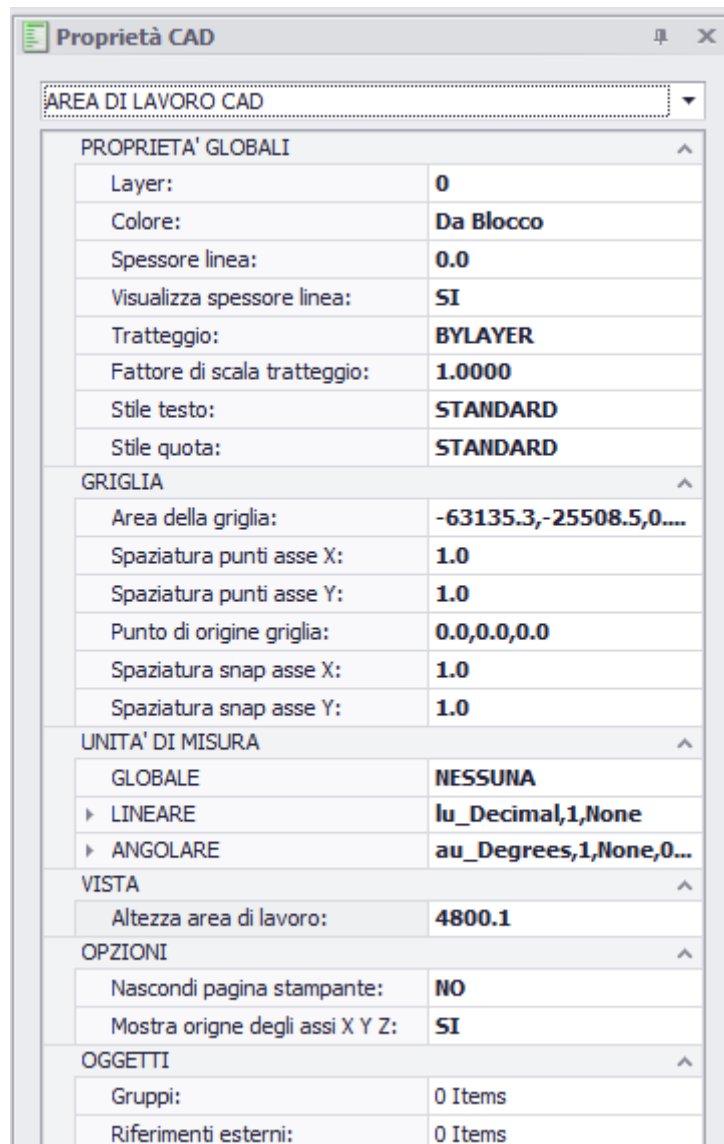 Proprietà CAD
AREA DI LAVORO CAD
PROPRIETA' GLOBALI
Layer: 0
Colore: Da Blocco
Spessore linea: 0.0
Visualizza spessore linea: SI
Tratteggio: BYLAYER
Fattore di scala tratteggio: 1.0000
Stile testo: STANDARD
Stile quota: STANDARD
GRIGLIA
Area della griglia: -63135.3,-25508.5,0....
Spaziatura punti asse X: 1.0
Spaziatura punti asse Y: 1.0
Punto di origine griglia: 0.0,0.0,0.0
Spaziatura snap asse X: 1.0
Spaziatura snap asse Y: 1.0
UNITA' DI MISURA
GLOBALE NESSUNA
LINEARE lu_Decimal,1,None
ANGOLARE au_Degrees,1,None,0...
VISTA
Altezza area di lavoro: 4800.1
OPZIONI
Nascondi pagina stampante: NO
Mostra origne degli assi X Y Z: SI
OGGETTI
Gruppi: 0 Items
Riferimenti esterni: 0 Items